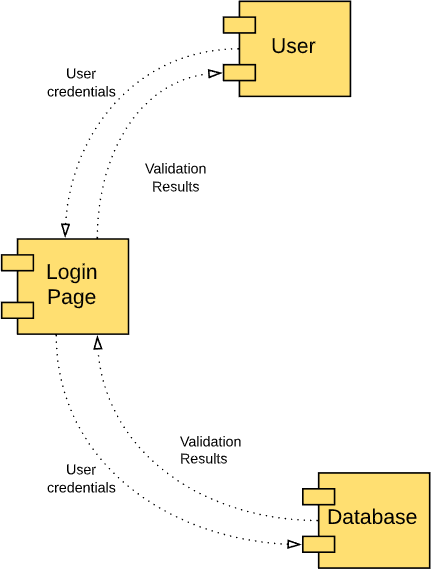 User
User
credentials
Validation
Results
Login
Page
Validation
Results
User
credentials
Database